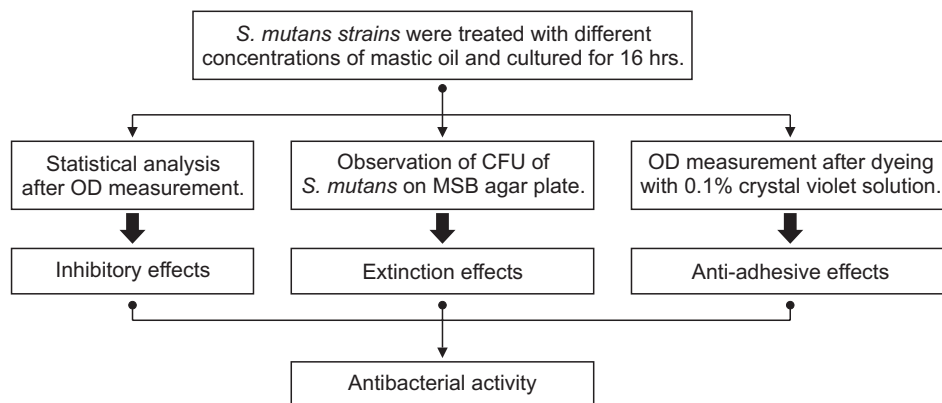 S. mutans strains were treated with different
concentrations of mastic oil and cultured for 16 hrs.
Statistical analysis
after OD measurement.
Observation of CFU of
S. mutans on MSB agar plate.
OD measurement after dyeing
with 0.1% crystal violet solution.
Inhibitory effects
Extinction effects
Anti-adhesive effects
Antibacterial activity